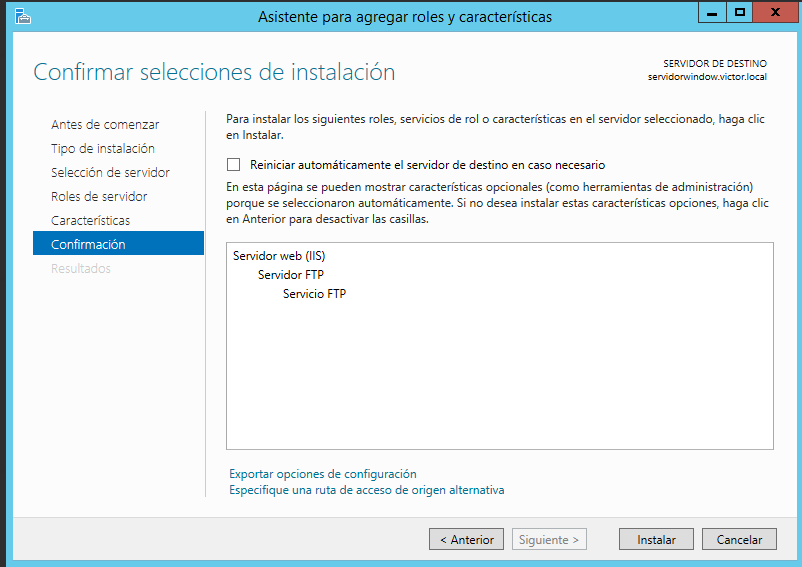 Asistente para agregar roles y características
Confirmar selecciones de instalación
SERVIDOR DE DESTINO
servidorwindow.victor.local
Antes de comenzar
Tipo de instalación
Selección de servidor
Roles de servidor
Características
Confirmación
Resultados
Para instalar los siguientes roles, servicios de rol o características en el servidor seleccionado, haga clic
en Instalar.
Reiniciar automáticamente el servidor de destino en caso necesario
En esta página se pueden mostrar características opcionales (como herramientas de administración)
porque se seleccionaron automáticamente. Si no desea instalar estas características opciones, haga clic
en Anterior para desactivar las casillas.
Servidor web (IIS)
Servidor FTP
Servicio FTP
Exportar opciones de configuración
Especifique una ruta de acceso de origen alternativa
< Anterior
Siguiente >
Instalar
Cancelar